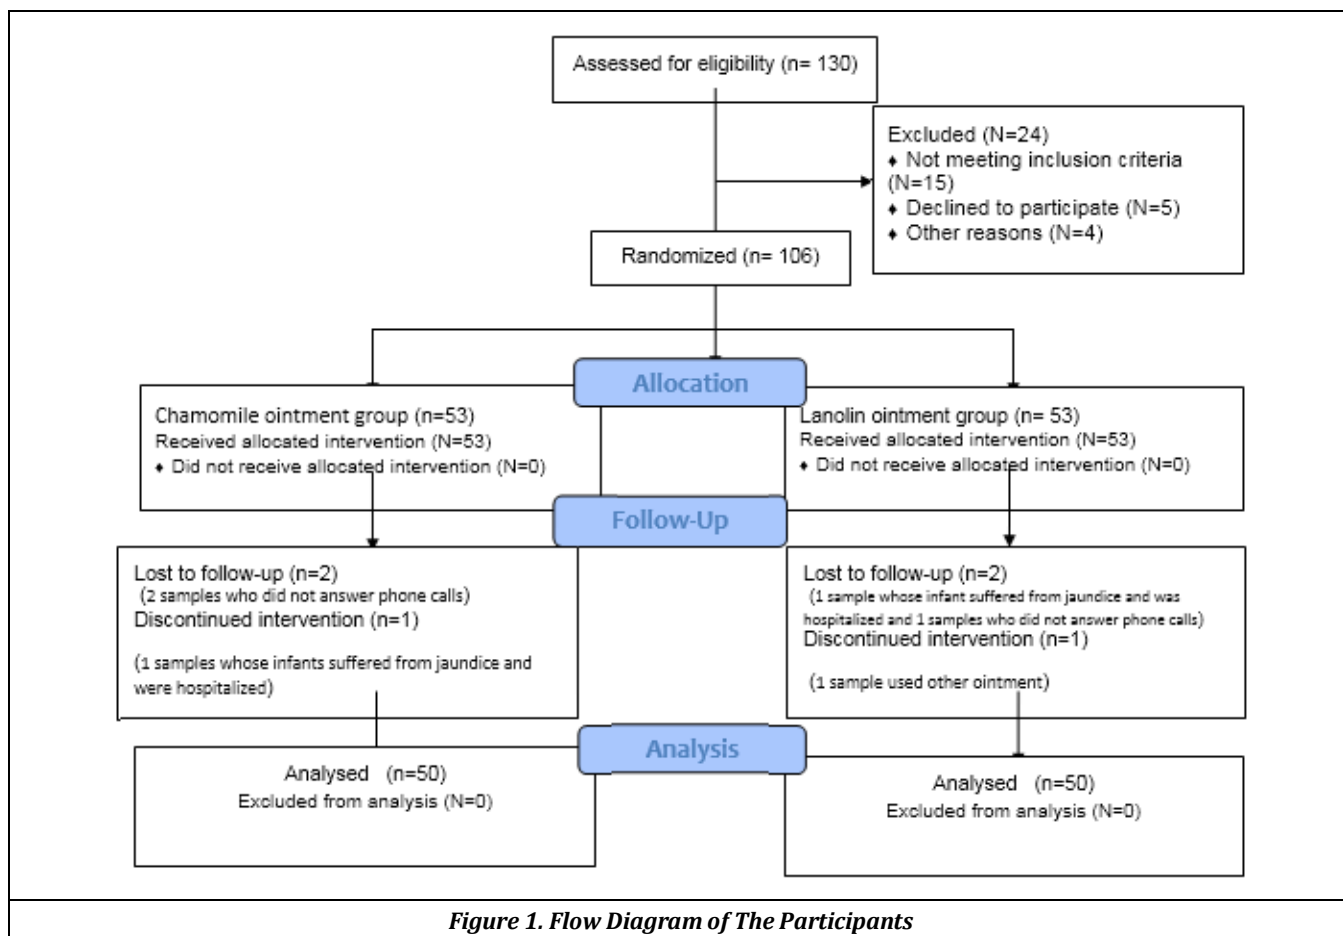 Assessed for eligibility (n= 130)
Excluded (N=24)
♦ Not meeting inclusion criteria
(N=15)
♦ Declined to participate (N=5)
♦ Other reasons (N=4)
Randomized (n= 106)
Allocation
Chamomile ointment group (n=53)
Received allocated intervention (N=53)
♦ Did not receive allocated intervention (N=0)
Lanolin ointment group (n= 53)
Received allocated intervention (N=53)
♦ Did not receive allocated intervention (N=0)
Follow-Up
Lost to follow-up (n=2)
(2 samples who did not answer phone calls)
Discontinued intervention (n=1)
(1 samples whose infants suffered from jaundice and
were hospitalized)
Lost to follow-up (n=2)
(1 sample whose infant suffered from jaundice and was
hospitalized and 1 samples who did not answer phone calls)
Discontinued intervention (n=1)
(1 sample used other ointment)
Analysis
Analysed (n=50)
Excluded from analysis (N=0)
Analysed (n=50)
Excluded from analysis (N=0)
Figure 1. Flow Diagram of The Participants